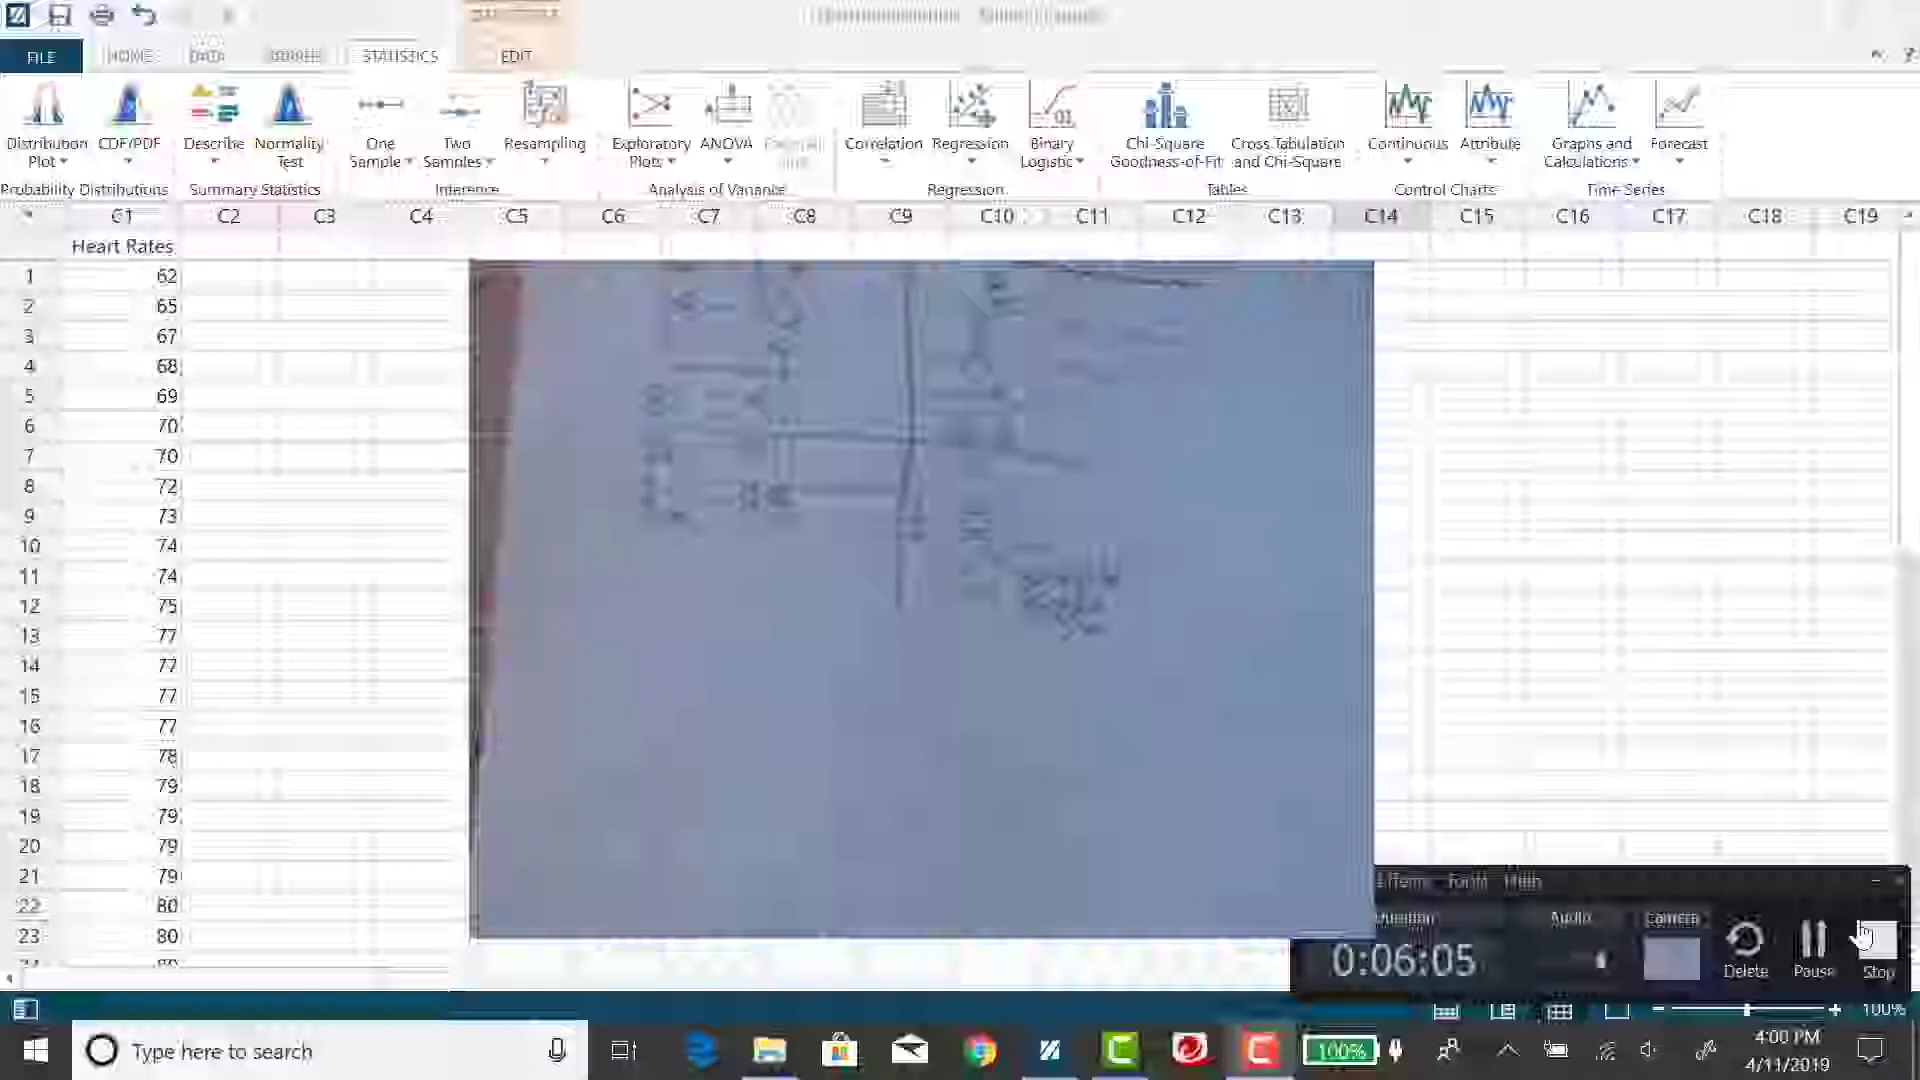 FILE HOME DATA STATISTICS EDIT
Distribution Plot CDF/PDF Describe Normality Test One Sample Two Samples Resampling Exploratory Plots ANOVA Correlation Regression Binary Logistic Chi-Square Goodness-of-Fit Cross Tabulation and Chi-Square Continuous Attribute Graphs and Calculations Forecast
Probability Distributions Summary Statistics Inference Analysis of Variance Regression Tables Control Charts Time Series
C1 C2 C3 C4 C5 C6 C7 C8 C9 C10 C11 C12 C13 C14 C15 C16 C17 C18 C19
Heart Rates
1 62
2 65
3 67
4 68
5 69
6 70
7 70
8 72
9 73
10 74
11 74
12 75
13 77
14 77
15 77
16 77
17 78
18 79
19 79
20 79
21 79
22 80
23 80
Help
Audio Camera
0:06:05 Delete Pause Stop
100%
Type here to search 100% 4:00 PM
4/11/2019